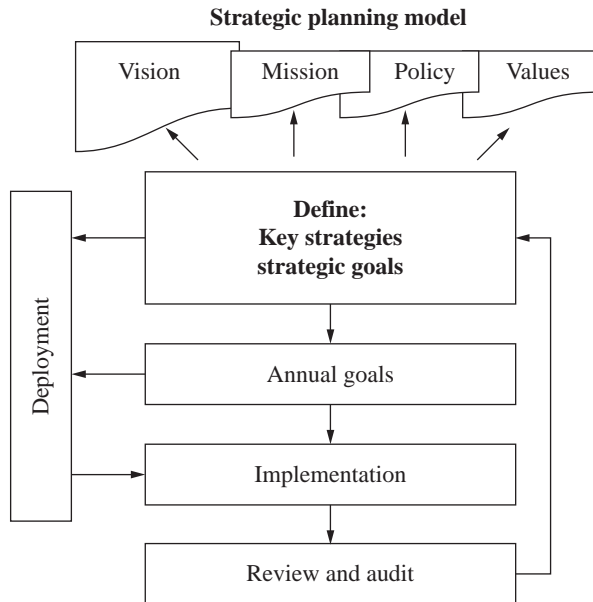 Strategic planning model
Vision
Mission
Policy
Values
Define:
Key strategies
strategic goals
Deployment
Annual goals
Implementation
Review and audit